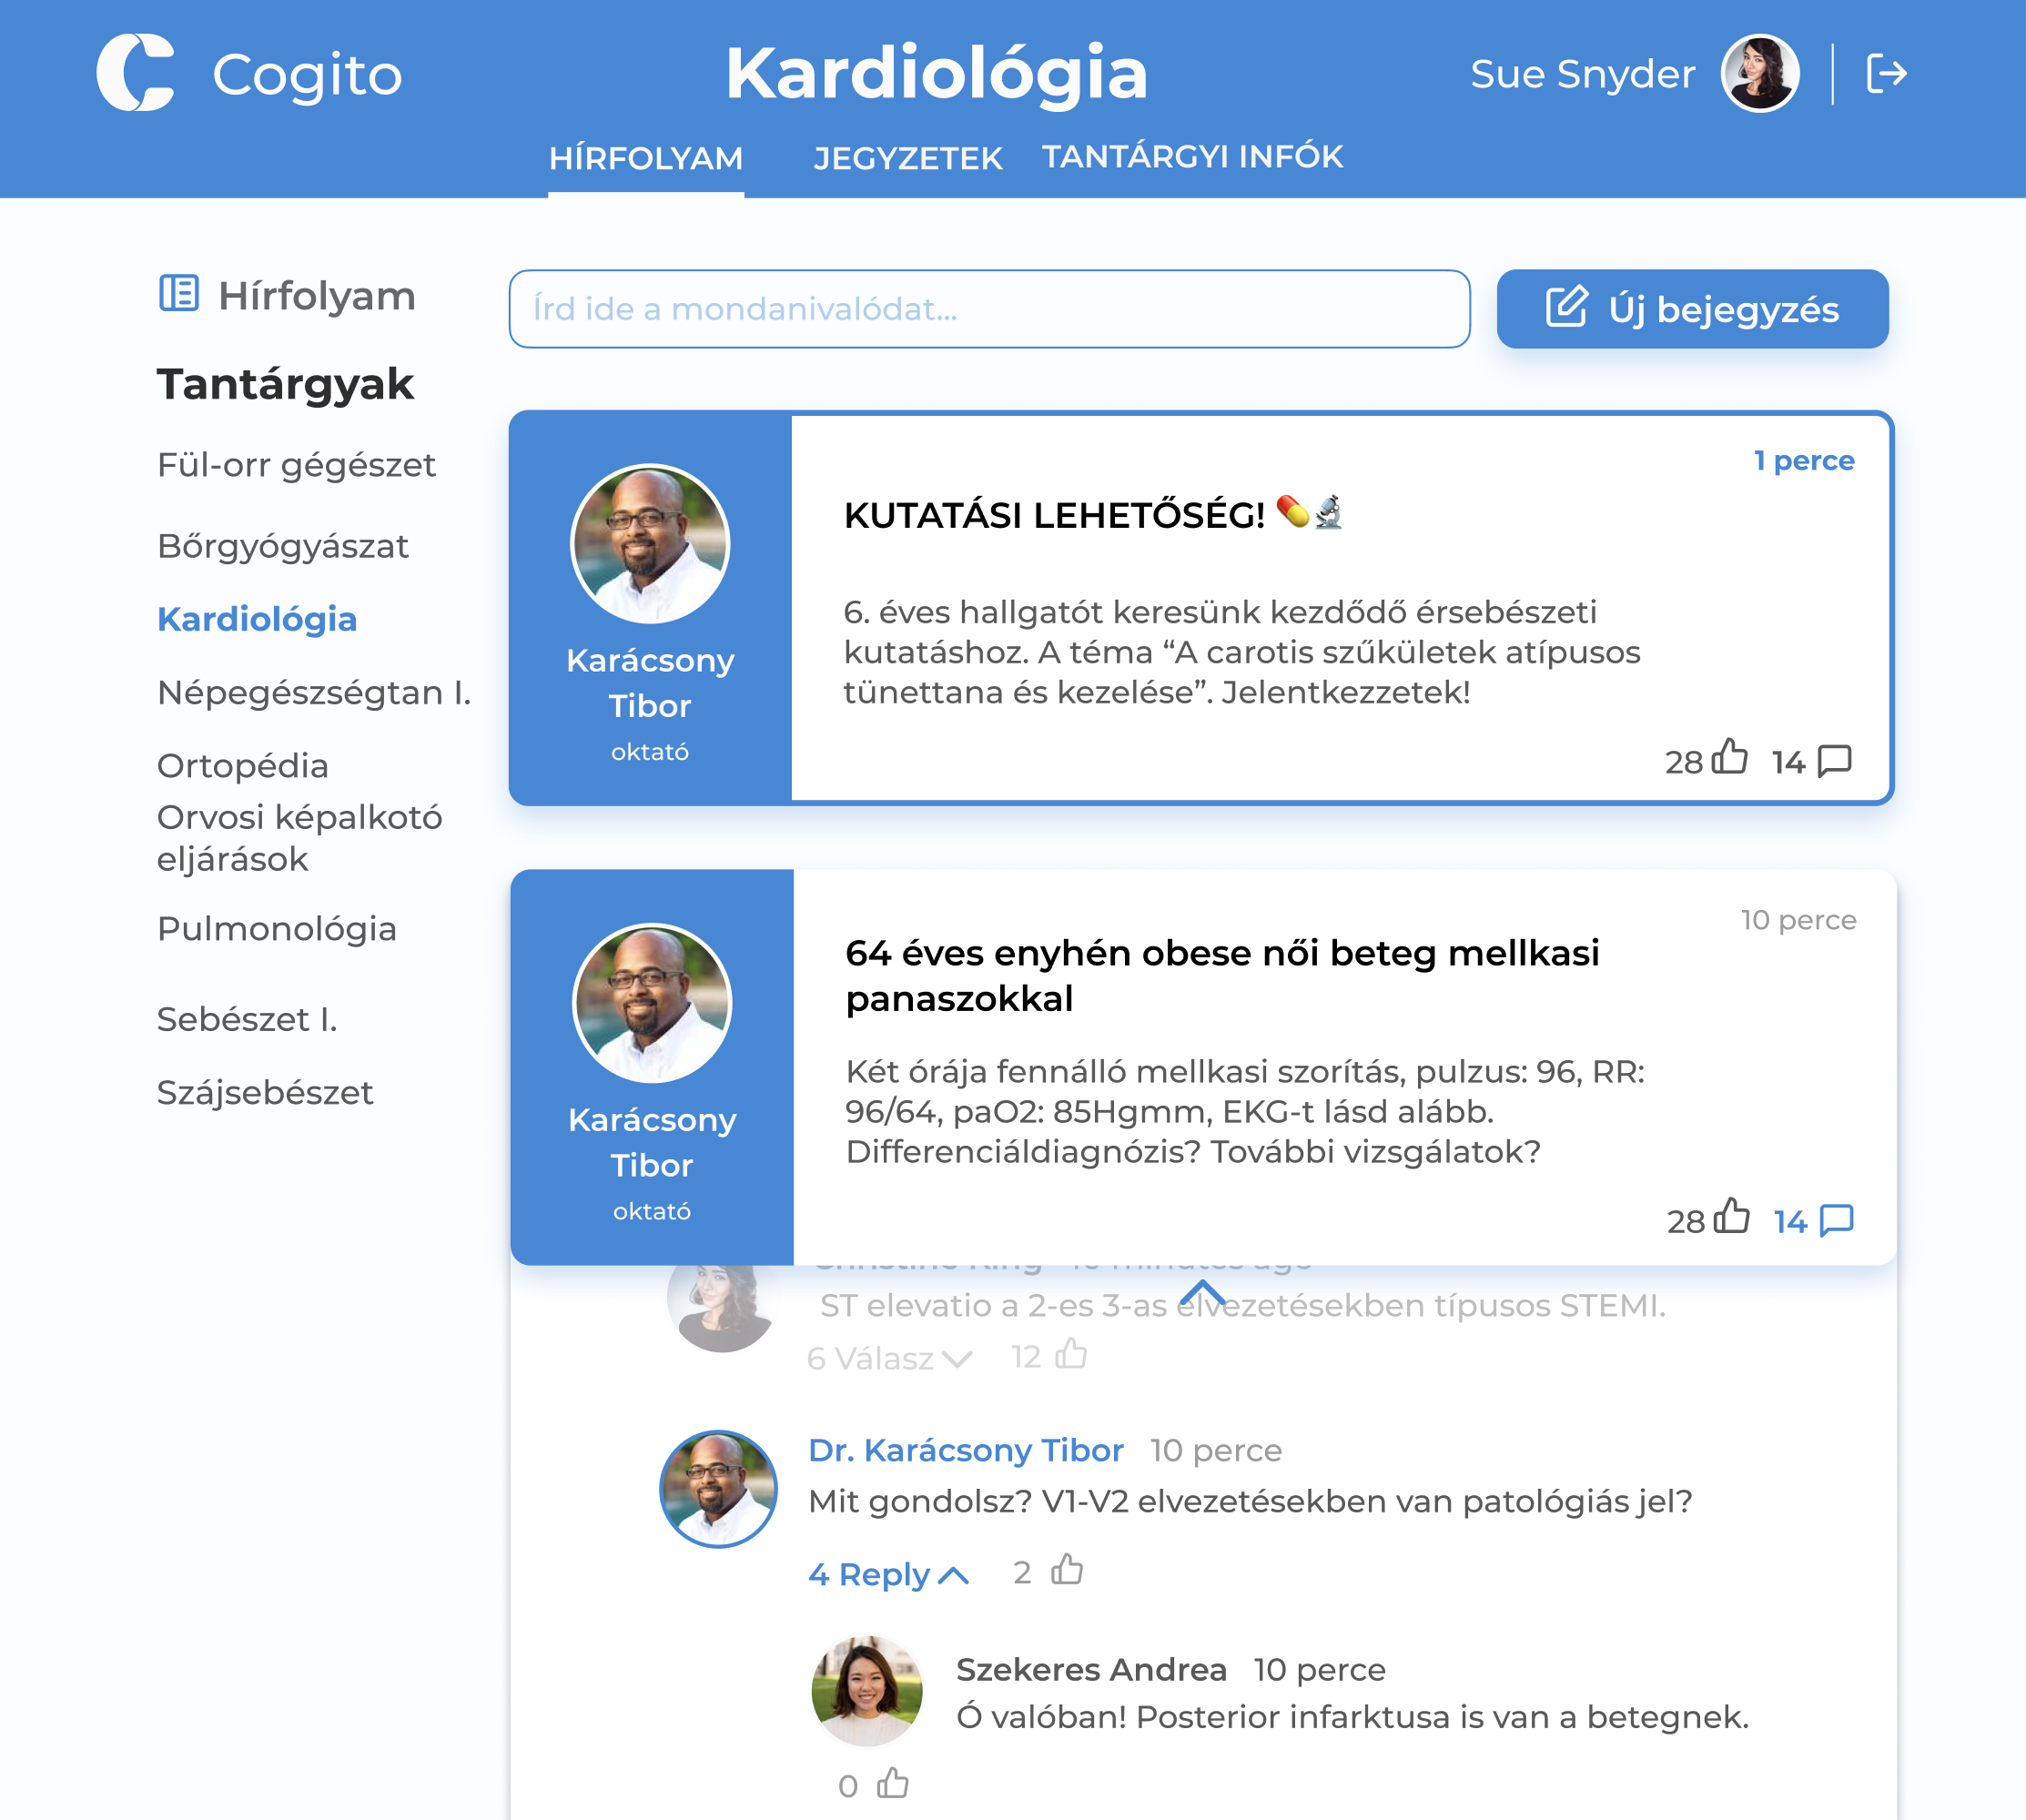 Cogito
Kardiológia
Sue Snyder
HÍRFOLYAM
JEGYZETEK
TANTÁRGYI INFÓK
Hírfolyam
Tantárgyak
Fül-orr gégészet
Bőrgyógyászat
Kardiológia
Népegészségtan I.
Ortopédia
Orvosi képalkotó
eljárások
Pulmonológia
Sebészet I.
Szájsebészet
Írd ide a mondanivalódat...
Új bejegyzés
Karácsony
Tibor
oktató
1 perce
KUTATÁSI LEHETŐSÉG! 💊🔬
6. éves hallgatót keresünk kezdődő érsebészeti
kutatáshoz. A téma “A carotis szűkületek atípusos
tünettana és kezelése”. Jelentkezzetek!
28 14
Karácsony
Tibor
oktató
10 perce
64 éves enyhén obese női beteg mellkasi
panaszokkal
Két órája fennálló mellkasi szorítás, pulzus: 96, RR:
96/64, paO2: 85Hgmm, EKG-t lásd alább.
Differenciáldiagnózis? További vizsgálatok?
28 14
ST elevatio a 2-es 3-as elvezetésekben típusos STEMI.
6 Válasz 12
Dr. Karácsony Tibor 10 perce
Mit gondolsz? V1-V2 elvezetésekben van patológiás jel?
4 Reply 2
Szekeres Andrea 10 perce
Ó valóban! Posterior infarktusa is van a betegnek.
0